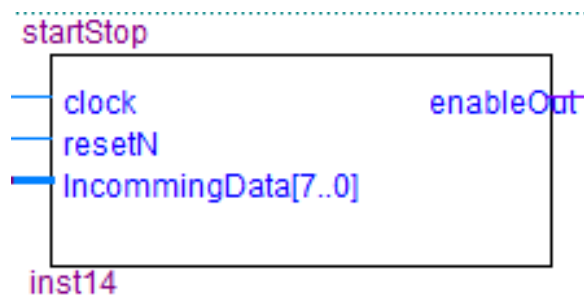 startStop
clock enableOut
resetN
IncommingData[7..0]
inst14